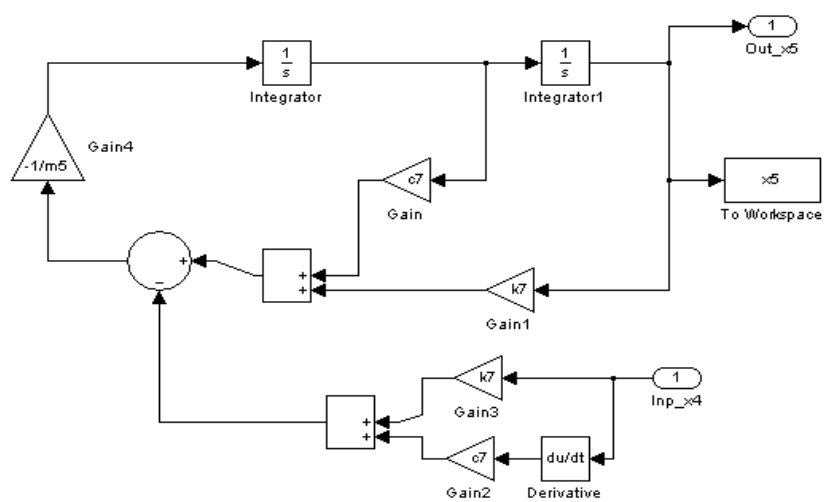 1
Out_x5
1
s
Integrator
1
s
Integrator1
-1/m5
Gain4
c7
Gain
x5
To Workspace
+
−
+
+
k7
Gain1
k7
Gain3
1
Inp_x4
+
+
c7
Gain2
du/dt
Derivative